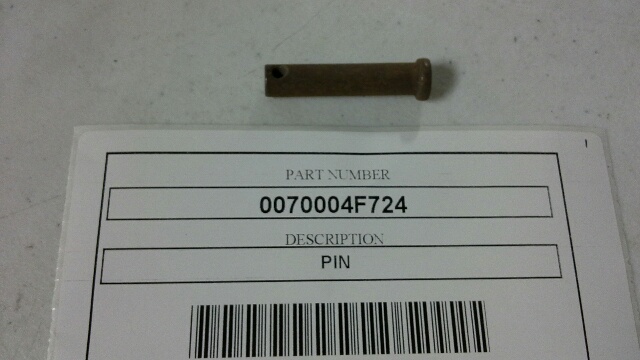 PART NUMBER
0070004F724
DESCRIPTION
PIN